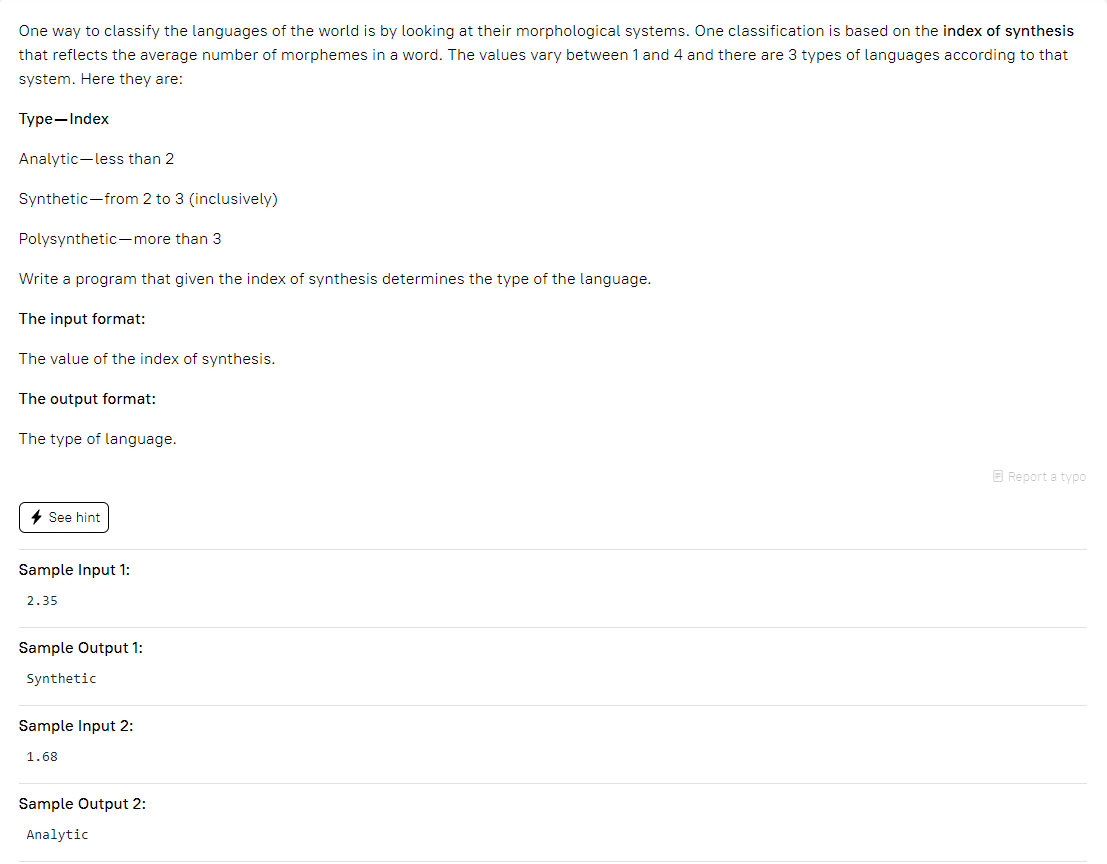 One way to classify the languages of the world is by looking at their morphological systems. One classification is based on the index of synthesis
that reflects the average number of morphemes in a word. The values vary between 1 and 4 and there are 3 types of languages according to that
system. Here they are:
Type—Index
Analytic—less than 2
Synthetic—from 2 to 3 (inclusively)
Polysynthetic—more than 3
Write a program that given the index of synthesis determines the type of the language.
The input format:
The value of the index of synthesis.
The output format:
The type of language.
Report a typo
See hint
Sample Input 1:
2.35
Sample Output 1:
Synthetic
Sample Input 2:
1.68
Sample Output 2:
Analytic